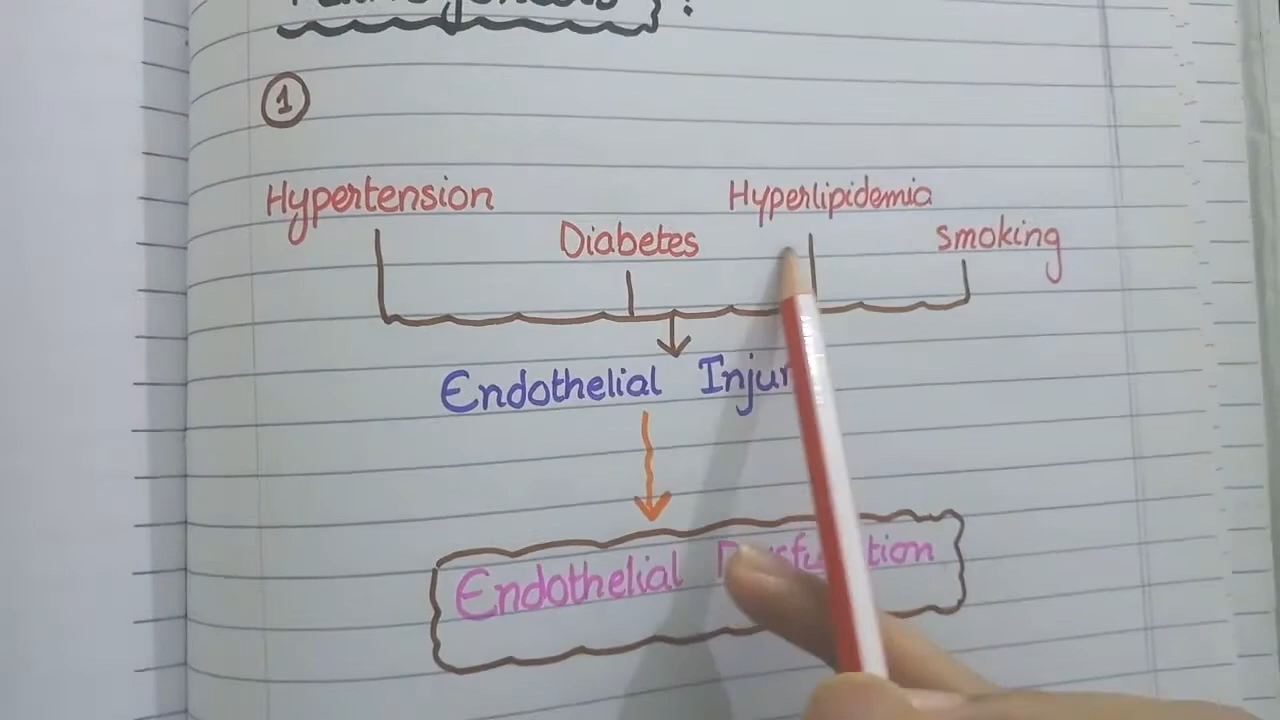 1
Hypertension
Diabetes
Hyperlipidemia
smoking
Endothelial
Endothelial